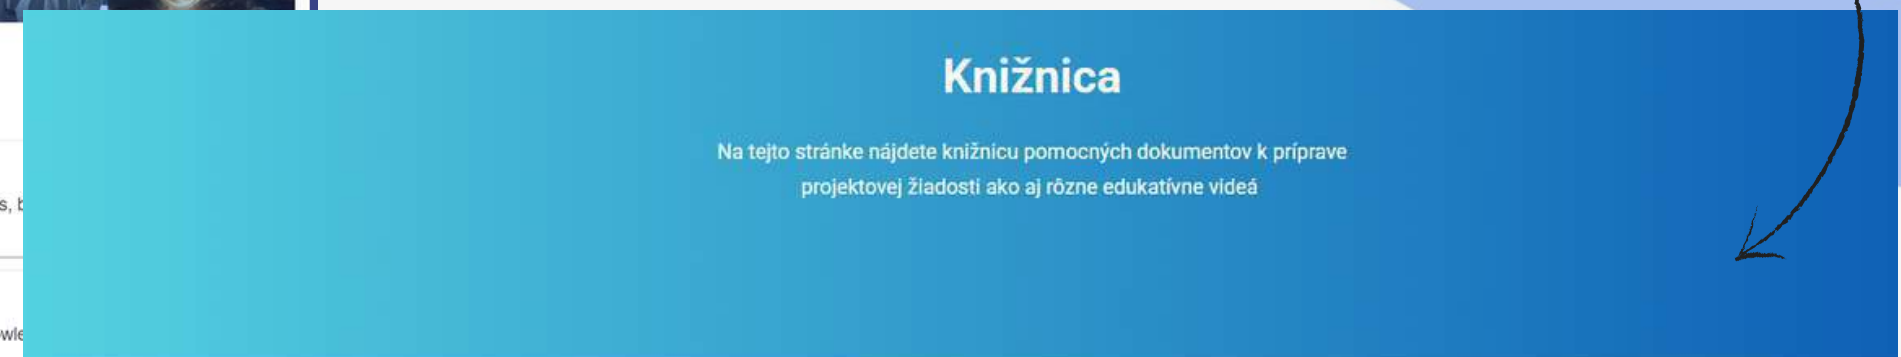 Knižnica
Na tejto stránke nájdete knižnicu pomocných dokumentov k príprave
projektovej žiadosti ako aj rôzne edukatívne videá